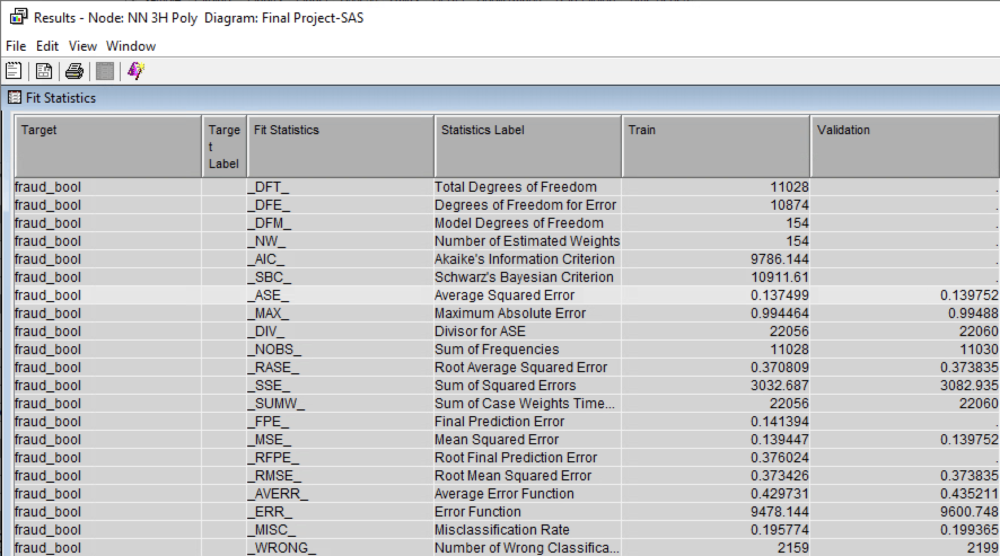 Results - Node: NN 3H Poly Diagram: Final Project-SAS
File Edit View Window
Fit Statistics
Target Target Label Fit Statistics Statistics Label Train Validation
fraud_bool _DFT_ Total Degrees of Freedom 11028 .
fraud_bool _DFE_ Degrees of Freedom for Error 10874 .
fraud_bool _DFM_ Model Degrees of Freedom 154 .
fraud_bool _NW_ Number of Estimated Weights 154 .
fraud_bool _AIC_ Akaike's Information Criterion 9786.144 .
fraud_bool _SBC_ Schwarz's Bayesian Criterion 10911.61 .
fraud_bool _ASE_ Average Squared Error 0.137499 0.139752
fraud_bool _MAX_ Maximum Absolute Error 0.994464 0.99488
fraud_bool _DIV_ Divisor for ASE 22056 22060
fraud_bool _NOBS_ Sum of Frequencies 11028 11030
fraud_bool _RASE_ Root Average Squared Error 0.370809 0.373835
fraud_bool _SSE_ Sum of Squared Errors 3032.687 3082.935
fraud_bool _SUMW_ Sum of Case Weights Time... 22056 22060
fraud_bool _FPE_ Final Prediction Error 0.141394 .
fraud_bool _MSE_ Mean Squared Error 0.139447 0.139752
fraud_bool _RFPE_ Root Final Prediction Error 0.376024 .
fraud_bool _RMSE_ Root Mean Squared Error 0.373426 0.373835
fraud_bool _AVERR_ Average Error Function 0.429731 0.435211
fraud_bool _ERR_ Error Function 9478.144 9600.748
fraud_bool _MISC_ Misclassification Rate 0.195774 0.199365
fraud_bool _WRONG_ Number of Wrong Classifica... 2159 2199